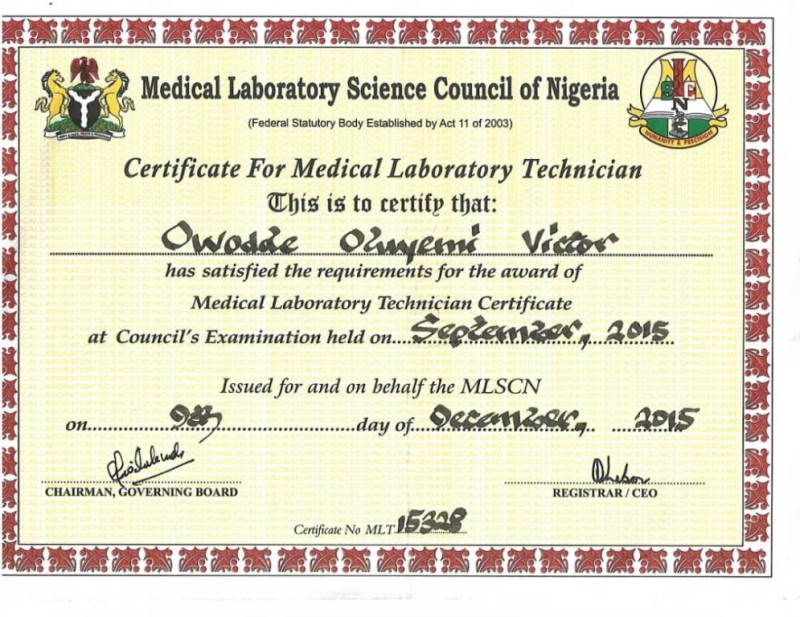 Medical Laboratory Science Council of Nigeria
(Federal Statutory Body Established by Act 11 of 2003)
Certificate For Medical Laboratory Technician
This is to certify that:
Owodde Oluyemi Victor
has satisfied the requirements for the award of
Medical Laboratory Technician Certificate
at Council's Examination held on....September, 2015
Issued for and on behalf the MLSCN
on....9th....day of...December, ... 2015
CHAIRMAN, GOVERNING BOARD
REGISTRAR / CEO
Certificate No MLT 15328
HUMANITY & PRECISION